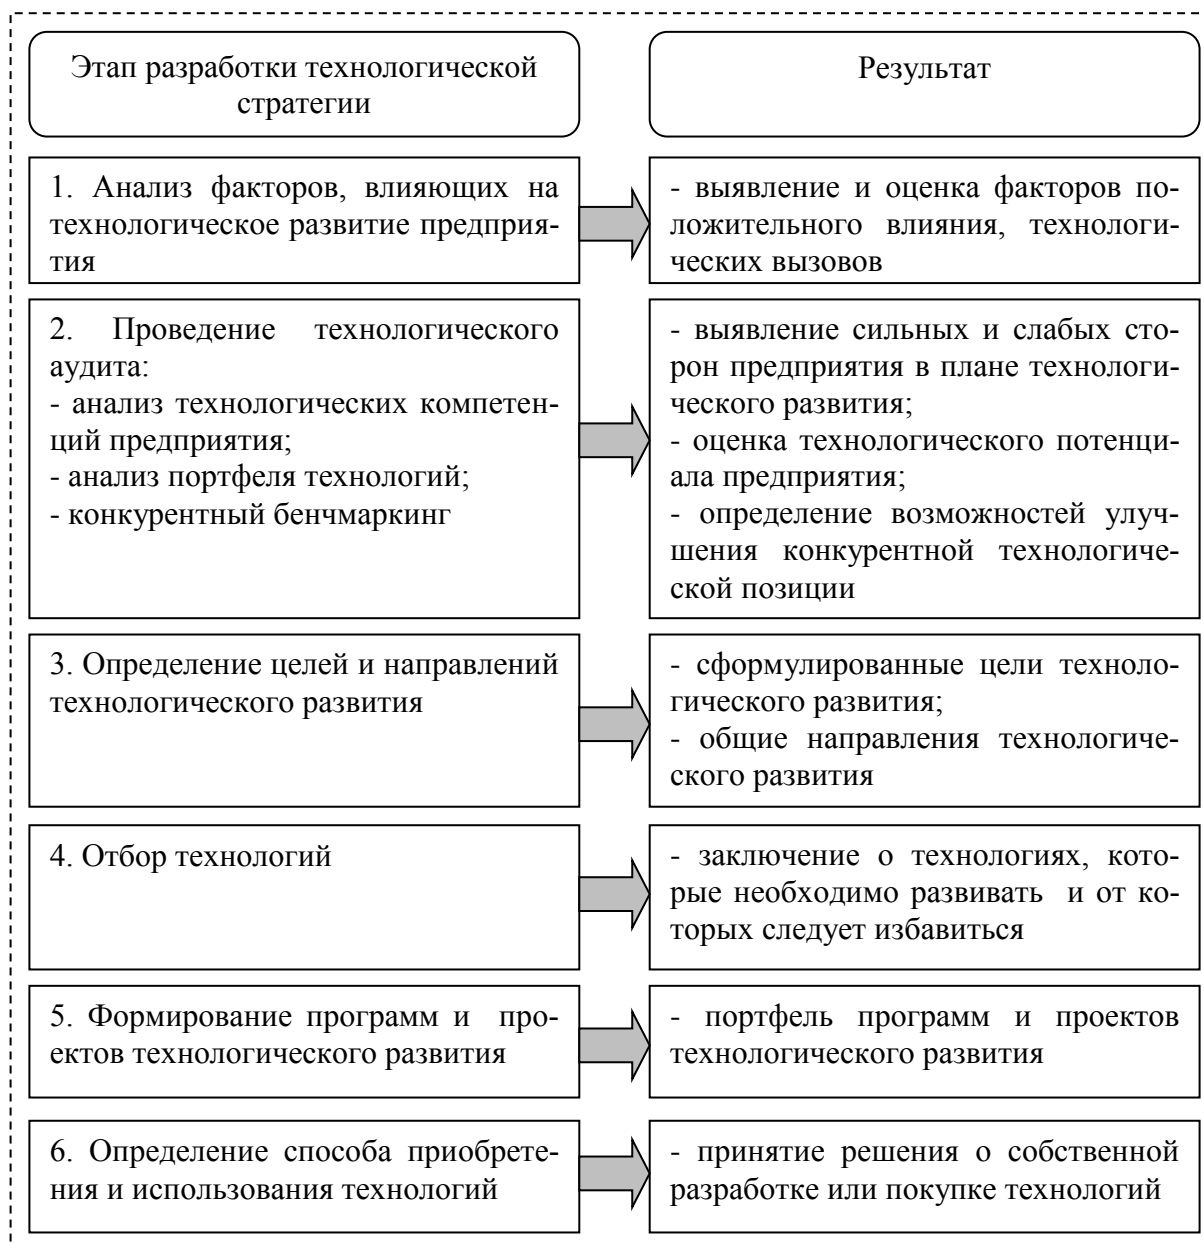 Этап разработки технологической
стратегии
Результат
1. Анализ факторов, влияющих на
технологическое развитие предприя-
тия
- выявление и оценка факторов по-
ложительного влияния, технологи-
ческих вызовов
2. Проведение технологического
аудита:
- анализ технологических компетен-
ций предприятия;
- анализ портфеля технологий;
- конкурентный бенчмаркинг
- выявление сильных и слабых сто-
рон предприятия в плане технологи-
ческого развития;
- оценка технологического потенци-
ала предприятия;
- определение возможностей улуч-
шения конкурентной технологиче-
ской позиции
3. Определение целей и направлений
технологического развития
- сформулированные цели техноло-
гического развития;
- общие направления технологиче-
ского развития
4. Отбор технологий
- заключение о технологиях, кото-
рые необходимо развивать и от ко-
торых следует избавиться
5. Формирование программ и про-
ектов технологического развития
- портфель программ и проектов
технологического развития
6. Определение способа приобрете-
ния и использования технологий
- принятие решения о собственной
разработке или покупке технологий